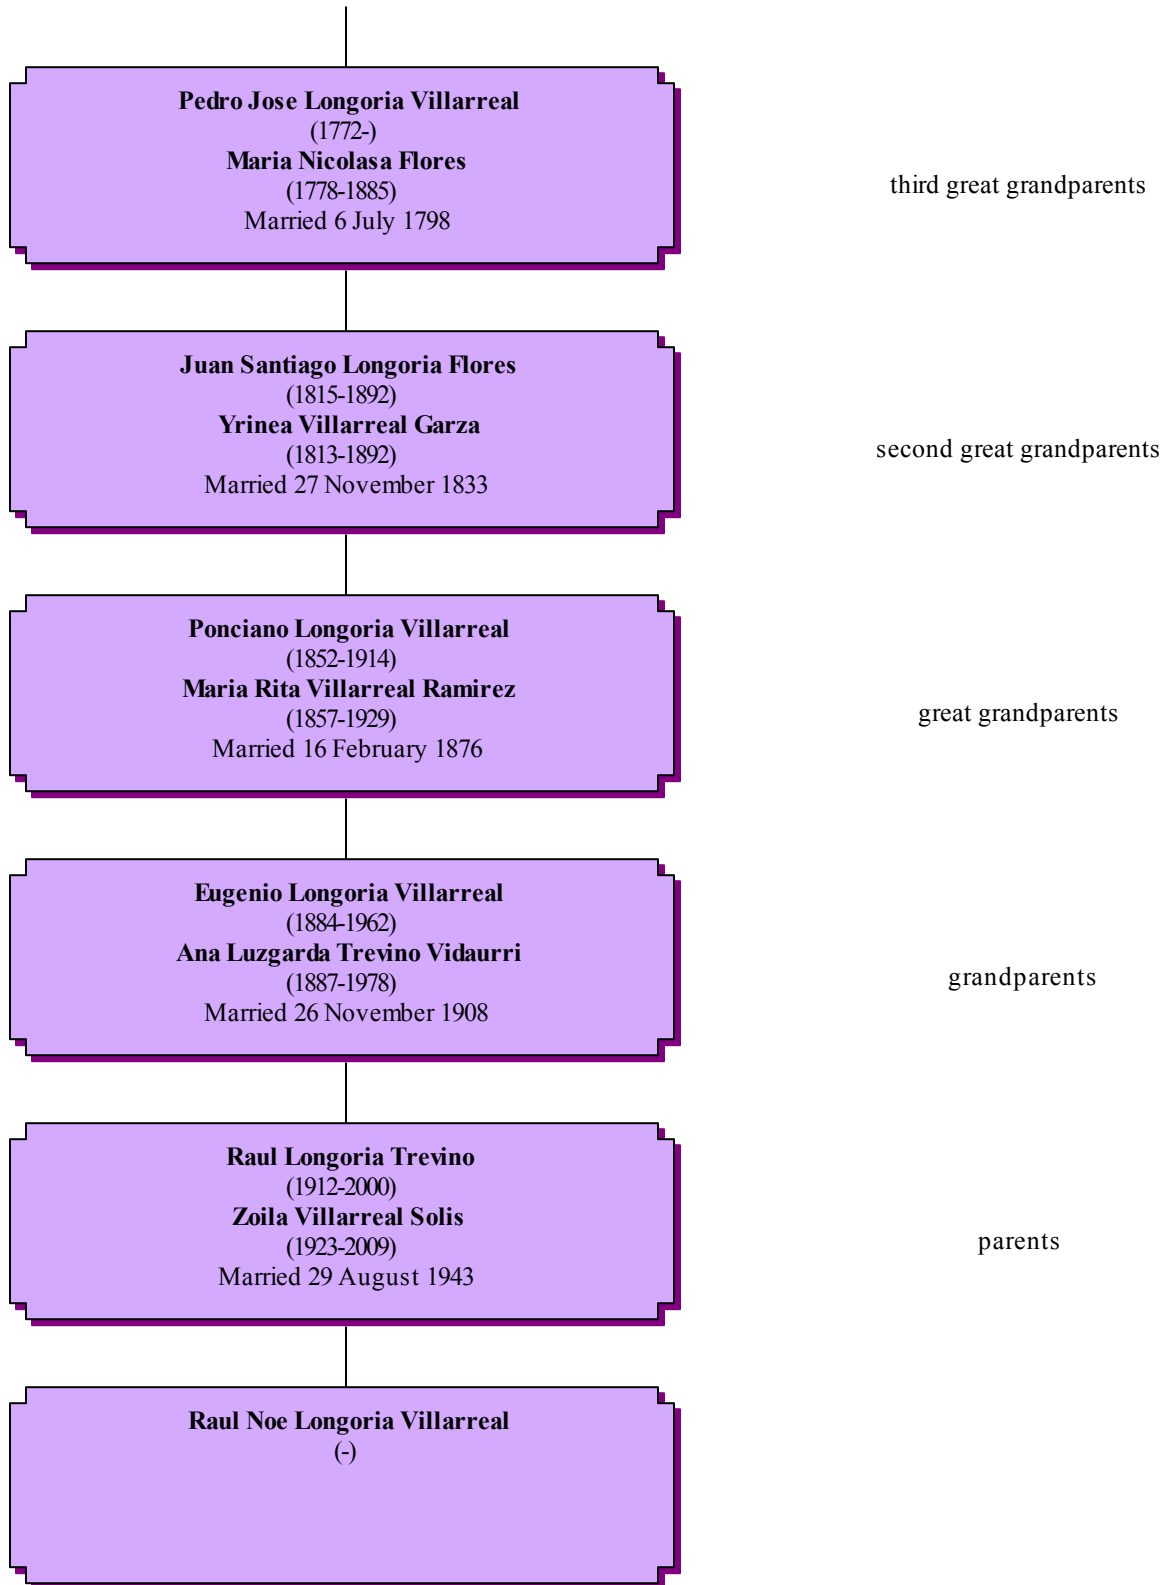 Pedro Jose Longoria Villarreal
(1772-)
Maria Nicolasa Flores
(1778-1885)
Married 6 July 1798
third great grandparents
Juan Santiago Longoria Flores
(1815-1892)
Yrinea Villarreal Garza
(1813-1892)
Married 27 November 1833
second great grandparents
Ponciano Longoria Villarreal
(1852-1914)
Maria Rita Villarreal Ramirez
(1857-1929)
Married 16 February 1876
great grandparents
Eugenio Longoria Villarreal
(1884-1962)
Ana Luzgarda Trevino Vidaurri
(1887-1978)
Married 26 November 1908
grandparents
Raul Longoria Trevino
(1912-2000)
Zoila Villarreal Solis
(1923-2009)
Married 29 August 1943
parents
Raul Noe Longoria Villarreal
(-)